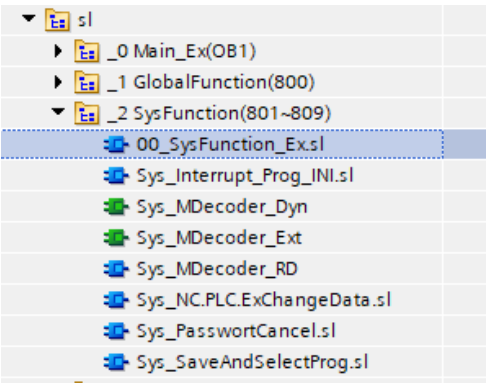 sl
_0 Main_Ex(OB1)
_1 GlobalFunction(800)
_2 SysFunction(801~809)
00_SysFunction_Ex.sl
Sys_Interrupt_Prog_INI.sl
Sys_MDecoder_Dyn
Sys_MDecoder_Ext
Sys_MDecoder_RD
Sys_NC.PLC.ExChangeData.sl
Sys_PasswortCancel.sl
Sys_SaveAndSelectProg.sl